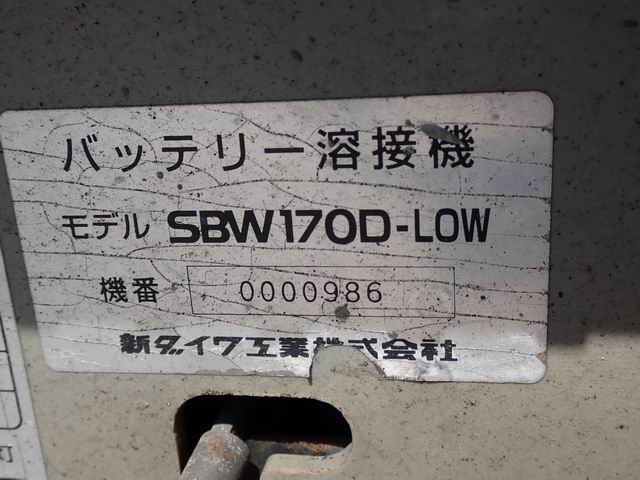 バッテリー溶接機
モデル SBW170D-LOW
機番 0000986
新ダイワ工業株式会社